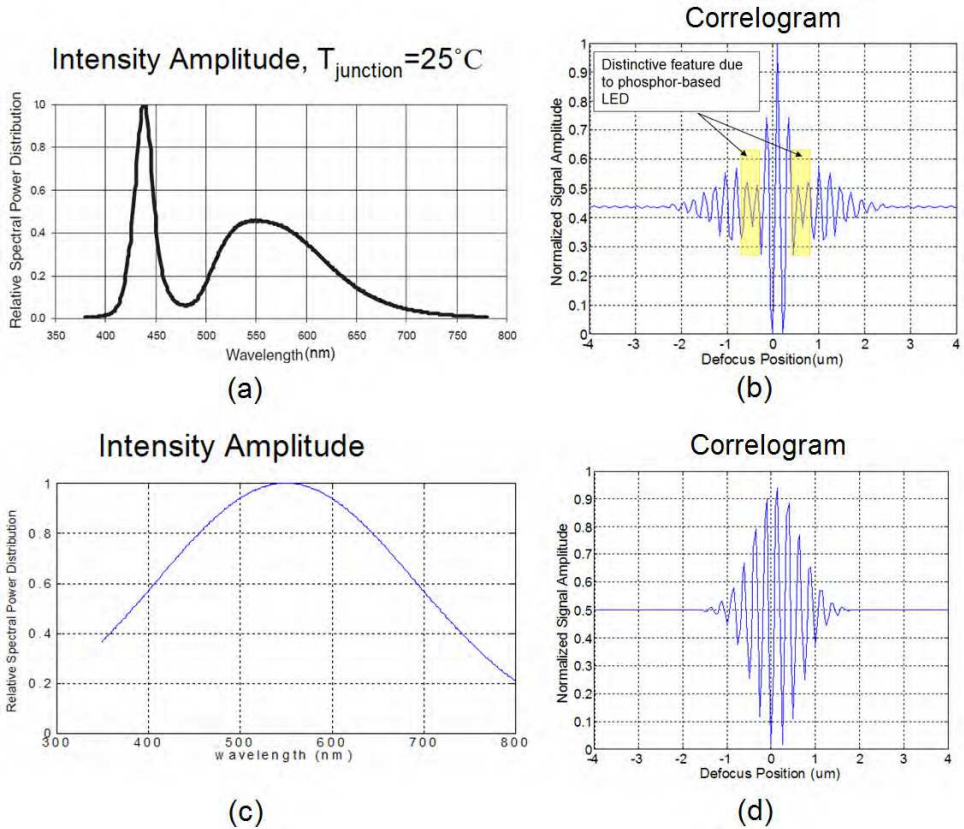 Intensity Amplitude, Tjunction=25°C
Relative Spectral Power Distribution
1.0
0.8
0.6
0.4
0.2
0.0
350 400 450 500 550 600 650 700 750 800
Wavelength(nm)
(a)
Correlogram
Distinctive feature due
to phosphor-based
LED
Normalized Signal Amplitude
1
0.9
0.8
0.7
0.6
0.5
0.4
0.3
0.2
0.1
0
-4 -3 -2 -1 0 1 2 3 4
Defocus Position(um)
(b)
Intensity Amplitude
Relative Spectral Power Distribution
1
0.8
0.6
0.4
0.2
0
300 400 500 600 700 800
wavelength (nm)
(c)
Correlogram
Normalized Signal Amplitude
1
0.9
0.8
0.7
0.6
0.5
0.4
0.3
0.2
0.1
0
-4 -3 -2 -1 0 1 2 3 4
Defocus Position (um)
(d)